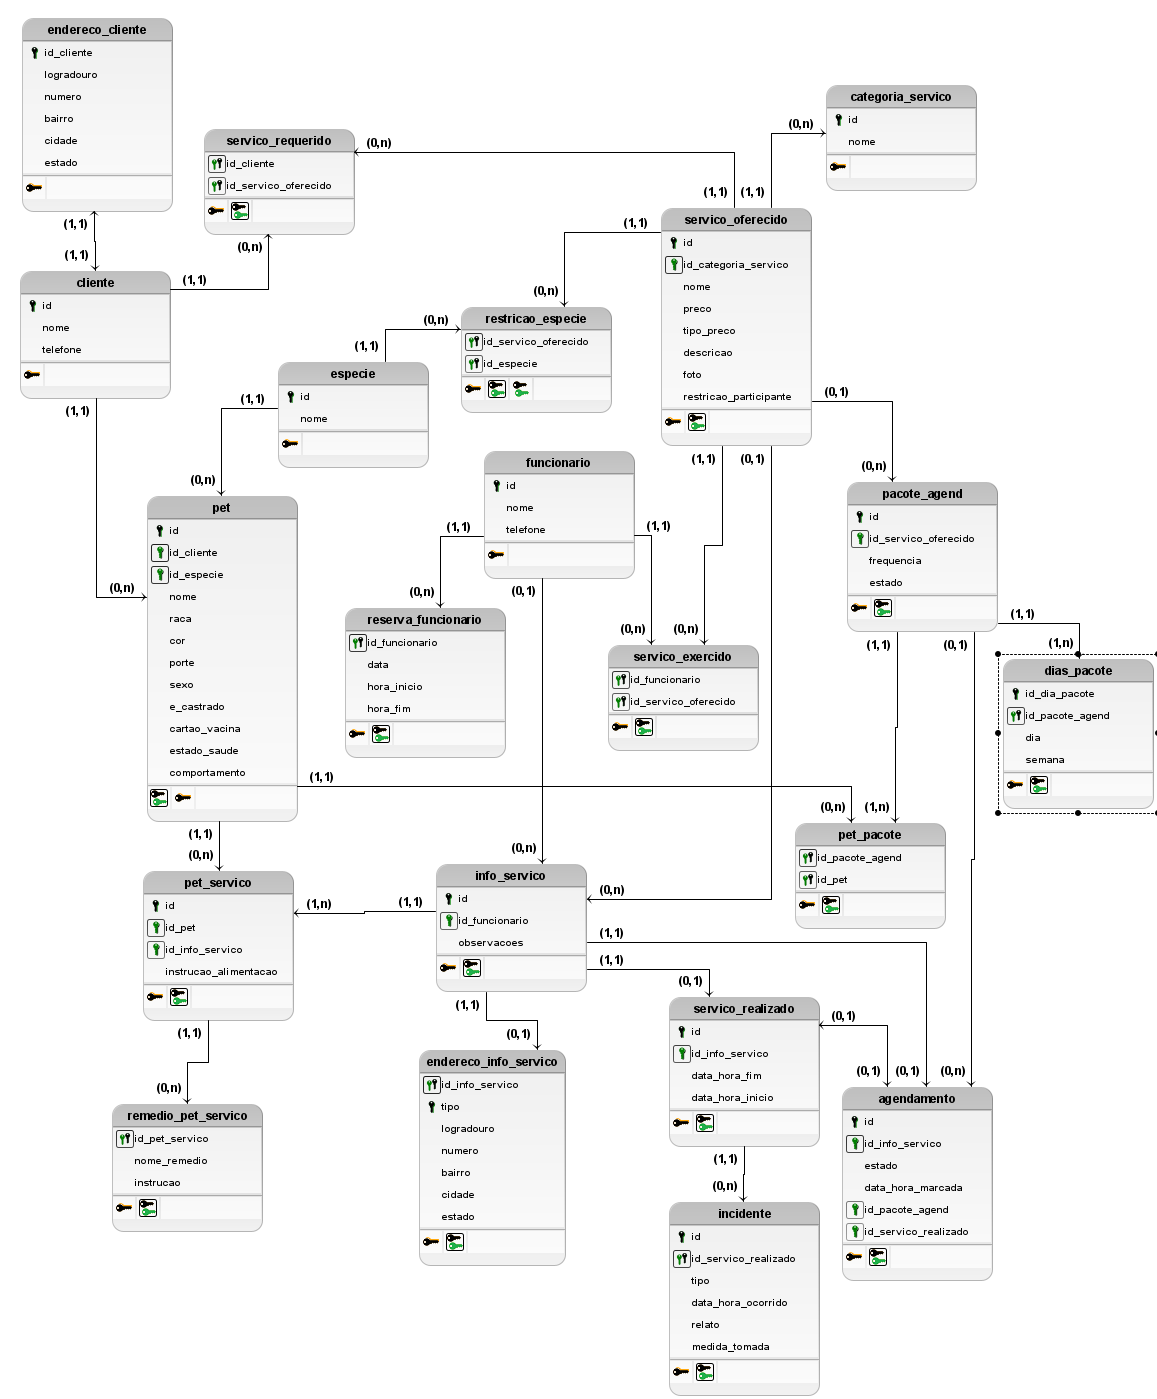 endereco_cliente
id_cliente
logradouro
numero
bairro
cidade
estado
(1,1)
(1,1)
cliente
id
nome
telefone
(1,1)
(0,n)
(1,1)
(0,n)
servico_requerido
id_cliente
id_servico_oferecido
(0,n)
(1,1)
categoria_servico
id
nome
(0,n)
(1,1)
servico_oferecido
id
id_categoria_servico
nome
preco
tipo_preco
descricao
foto
restricao_participante
(1,1)
(0,n)
restricao_especie
id_servico_oferecido
id_especie
(0,n)
(1,1)
especie
id
nome
(1,1)
(0,n)
pet
id
id_cliente
id_especie
nome
raca
cor
porte
sexo
e_castrado
cartao_vacina
estado_saude
comportamento
(1,1)
(0,n)
(1,1)
(0,n)
funcionario
id
nome
telefone
(1,1)
(0,n)
(1,1)
(0,n)
(0,1)
(0,n)
reserva_funcionario
id_funcionario
data
hora_inicio
hora_fim
(1,1)
(0,n)
servico_exercido
id_funcionario
id_servico_oferecido
(0,1)
(0,n)
(0,1)
(0,n)
pacote_agend
id
id_servico_oferecido
frequencia
estado
(1,1)
(1,n)
(1,1)
(1,n)
(0,1)
(0,n)
dias_pacote
id_dia_pacote
id_pacote_agend
dia
semana
pet_pacote
id_pacote_agend
id_pet
pet_servico
id
id_pet
id_info_servico
instrucao_alimentacao
(1,n)
(1,1)
(1,1)
(0,n)
info_servico
id
id_funcionario
observacoes
(1,1)
(0,1)
(1,1)
(0,1)
(1,1)
(0,1)
remedio_pet_servico
id_pet_servico
nome_remedio
instrucao
endereco_info_servico
id_info_servico
tipo
logradouro
numero
bairro
cidade
estado
servico_realizado
id
id_info_servico
data_hora_fim
data_hora_inicio
(0,1)
(0,1)
(1,1)
(0,n)
agendamento
id
id_info_servico
estado
data_hora_marcada
id_pacote_agend
id_servico_realizado
incidente
id
id_servico_realizado
tipo
data_hora_ocorrido
relato
medida_tomada